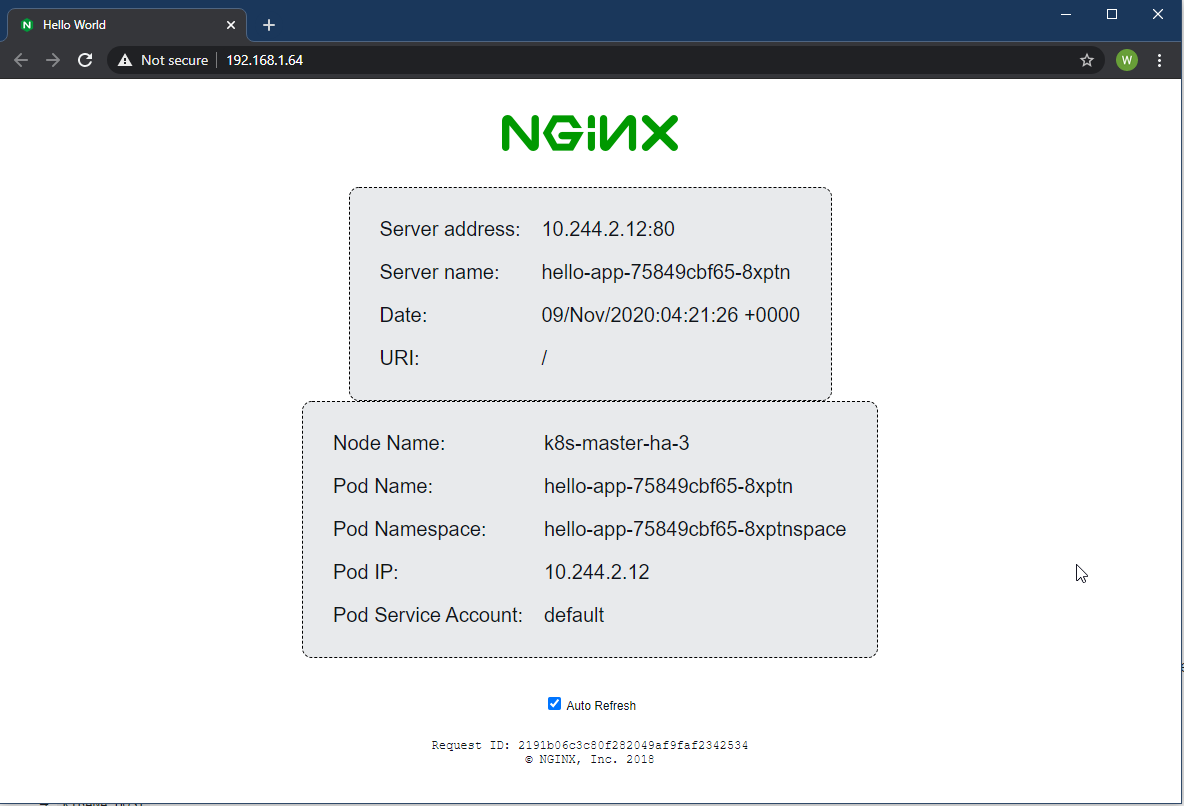 Hello World
Not secure 192.168.1.64
W
NGINX
Server address: 10.244.2.12:80
Server name: hello-app-75849cbf65-8xptn
Date: 09/Nov/2020:04:21:26 +0000
URI: /
Node Name: k8s-master-ha-3
Pod Name: hello-app-75849cbf65-8xptn
Pod Namespace: hello-app-75849cbf65-8xptnspace
Pod IP: 10.244.2.12
Pod Service Account: default
Auto Refresh
Request ID: 2191b06c3c80f282049af9faf2342534
© NGINX, Inc. 2018